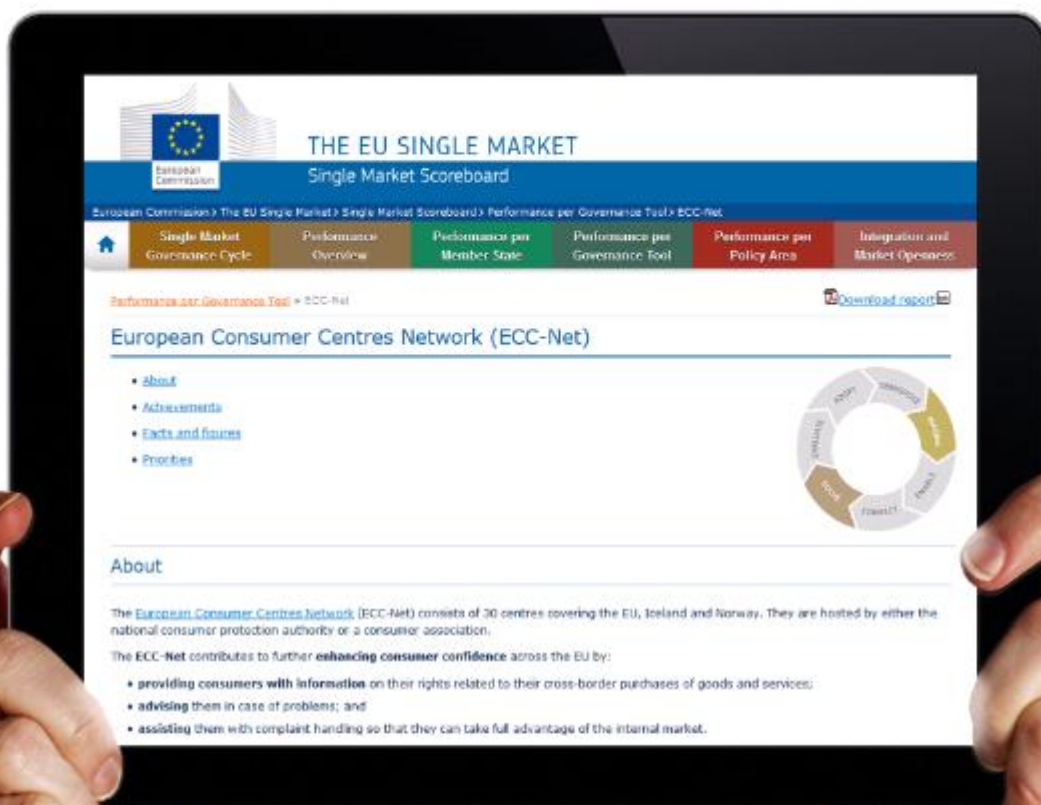 THE EU SINGLE MARKET
European
Commission
Single Market Scoreboard
European Commission > The EU Single Market > Single Market Scoreboard > Performance per Governance Tool > ECC-Net
Single Market
Governance Cycle
Performance
Overview
Performance per
Member State
Performance per
Governance Tool
Performance per
Policy Area
Integration and
Market Openness
Performance per Governance Tool » ECC-Net
Download report
European Consumer Centres Network (ECC-Net)
• About
• Achievements
• Facts and figures
• Priorities
ADOPT
TRANSPOSE
INFORM
ENABLE
CONNECT
SOLVE
About
The European Consumer Centres Network (ECC-Net) consists of 30 centres covering the EU, Iceland and Norway. They are hosted by either the
national consumer protection authority or a consumer association.
The ECC-Net contributes to further enhancing consumer confidence across the EU by:
• providing consumers with information on their rights related to their cross-border purchases of goods and services;
• advising them in case of problems; and
• assisting them with complaint handling so that they can take full advantage of the internal market.